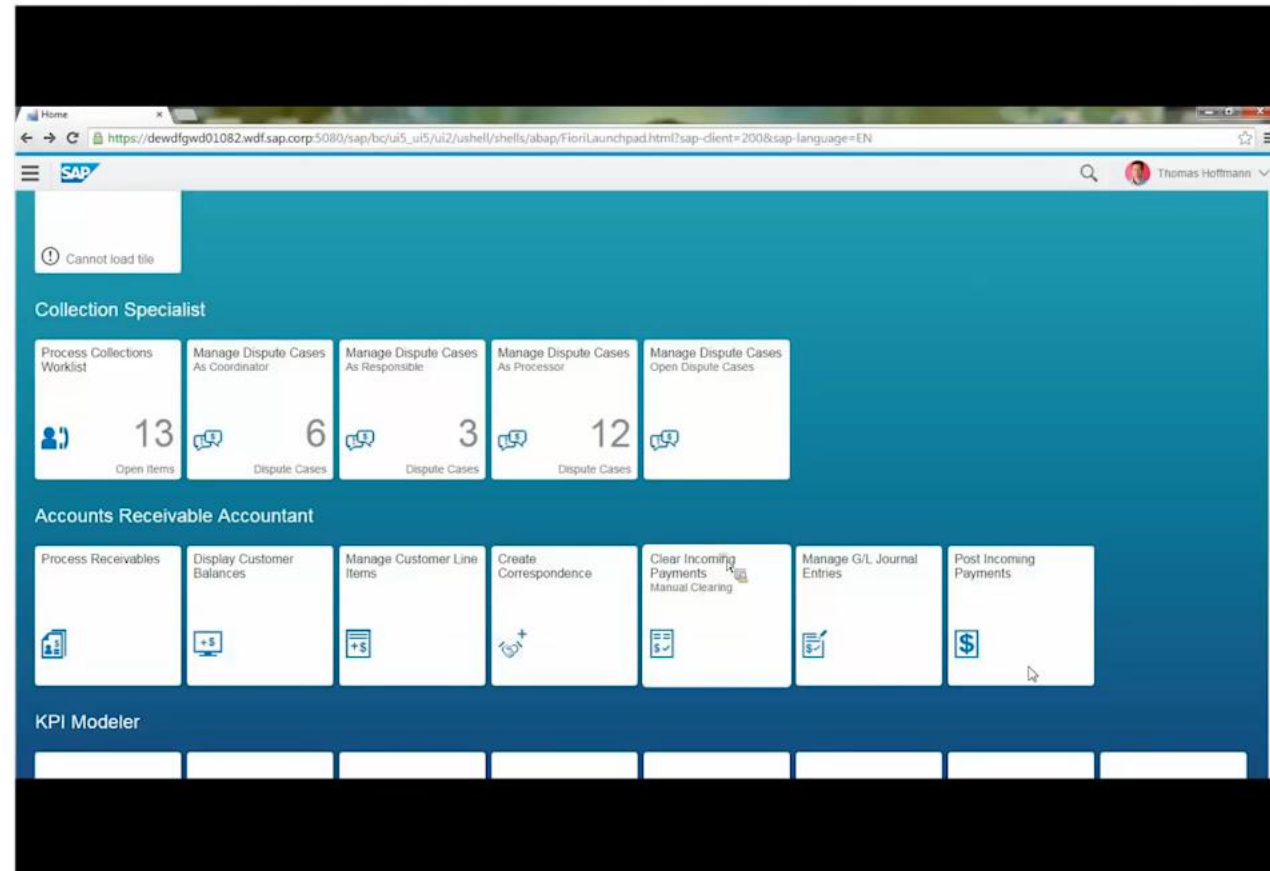 Home
https://dewdfgwd01082.wdf.sap.corp:5080/sap/bc/ui5_ui5/ui2/ushell/shells/abap/FioriLaunchpad.html?sap-client=200&sap-language=EN
SAP
Thomas Hoffmann
Cannot load tile
Collection Specialist
Process Collections
Worklist
13
Open Items
Manage Dispute Cases
As Coordinator
6
Dispute Cases
Manage Dispute Cases
As Responsible
3
Dispute Cases
Manage Dispute Cases
As Processor
12
Dispute Cases
Manage Dispute Cases
Open Dispute Cases
Accounts Receivable Accountant
Process Receivables
Display Customer
Balances
Manage Customer Line
Items
Create
Correspondence
Clear Incoming
Payments
Manual Clearing
Manage G/L Journal
Entries
Post Incoming
Payments
KPI Modeler